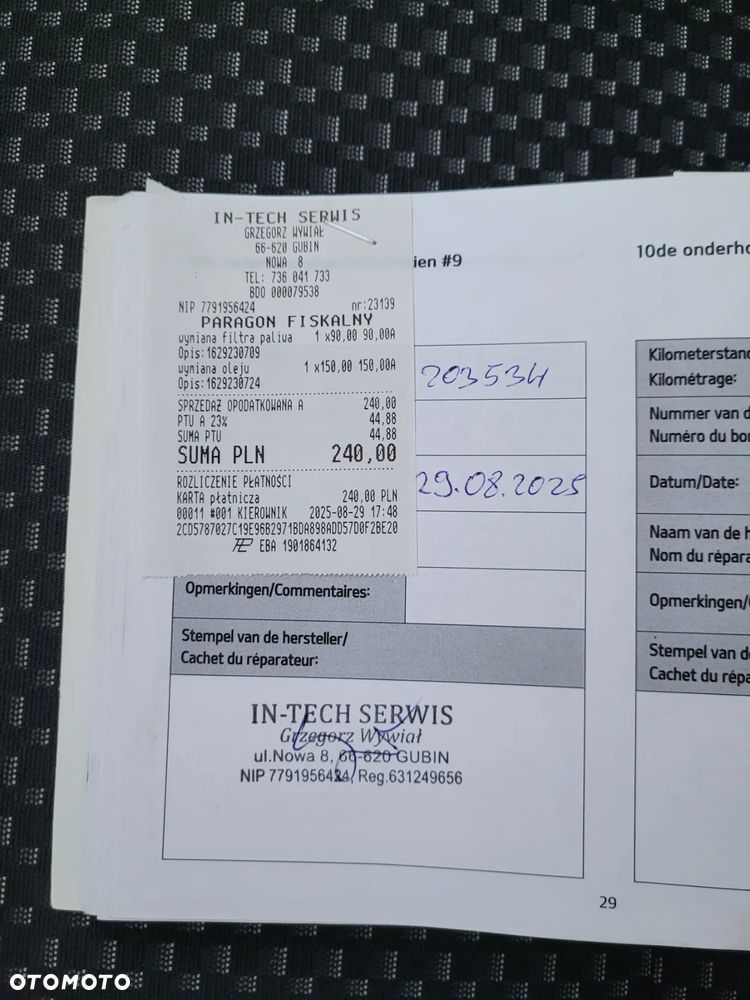 IN-TECH SERWIS
GRZEGORZ WYWIAŁ
66-620 GUBIN
NOWA 8
TEL: 736 041 733
BDO 000079538
NIP 7791956424 nr:23139
PARAGON FISKALNY
wymiana filtra paliwa 1 x90,00 90,00A
Opis:1629230709
wymiana oleju 1 x150,00 150,00A
Opis:1629230724
SPRZEDAŻ OPODATKOWANA A 240,00
PTU A 23% 44,88
SUMA PTU 44,88
SUMA PLN 240,00
ROZLICZENIE PŁATNOŚCI
KARTA płatnicza 240,00 PLN
00011 #001 KIEROWNIK 2025-08-29 17:48
2CD5787027C19E96B2971BDA898ADD57D0F2BE20
EBA 1901864132
ien #9
203534
29.08.2025
Opmerkingen/Commentaires:
Stempel van de hersteller/
Cachet du réparateur:
IN-TECH SERWIS
Grzegorz Wywiał
ul.Nowa 8, 66-620 GUBIN
NIP 7791956424, Reg.631249656
29
10de onderho
Kilometerstand
Kilométrage:
Nummer van d
Numéro du bo
Datum/Date:
Naam van de h
Nom du répara
Opmerkingen/
Stempel van de
Cachet du répa
OTOMOTO